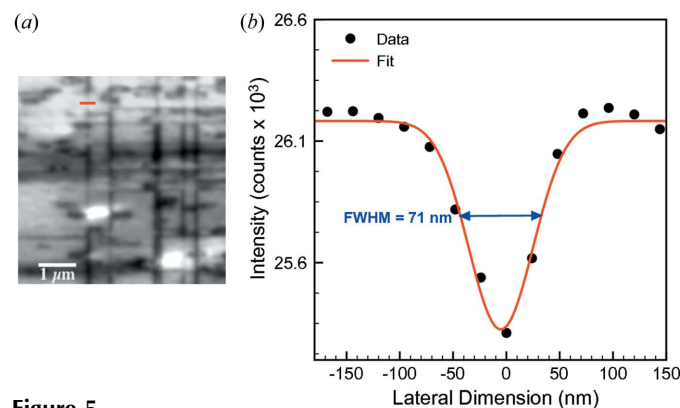 (a)
(b)
1 μm
26.6
26.1
25.6
Intensity (counts x 10³)
Data
Fit
FWHM = 71 nm
-150 -100 -50 0 50 100 150
Lateral Dimension (nm)
Figure 5